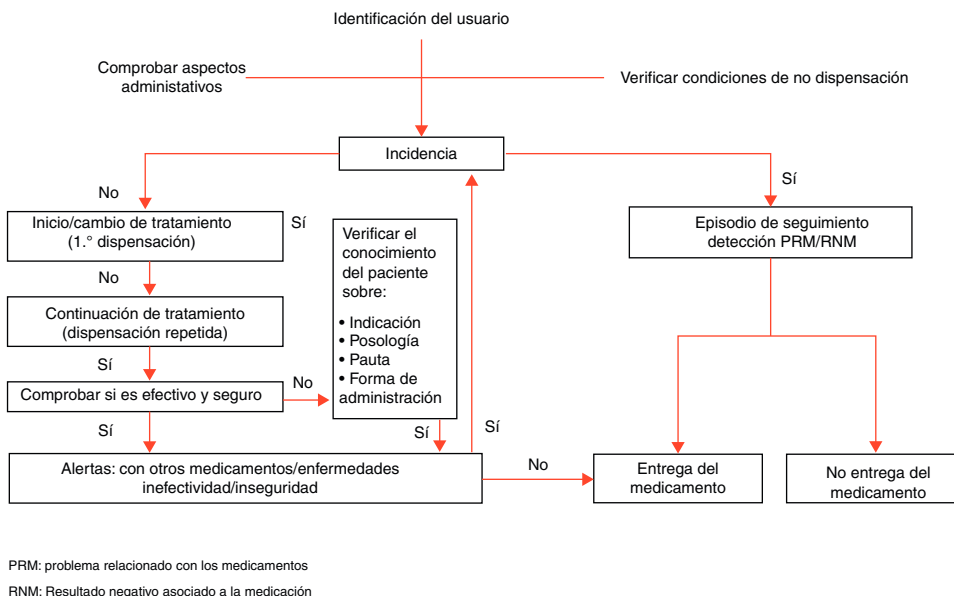 Identificación del usuario
Comprobar aspectos
administativos
Verificar condiciones de no dispensación
Incidencia
No
Sí
Inicio/cambio de tratamiento
(1.° dispensación)
Sí
Verificar el
conocimiento
del paciente
sobre:
• Indicación
• Posología
• Pauta
• Forma de
administración
Episodio de seguimiento
detección PRM/RNM
No
Continuación de tratamiento
(dispensación repetida)
Sí
Comprobar si es efectivo y seguro
No
Sí
Sí
Sí
Alertas: con otros medicamentos/enfermedades
inefectividad/inseguridad
No
Entrega del
medicamento
No entrega del
medicamento
PRM: problema relacionado con los medicamentos
RNM: Resultado negativo asociado a la medicación